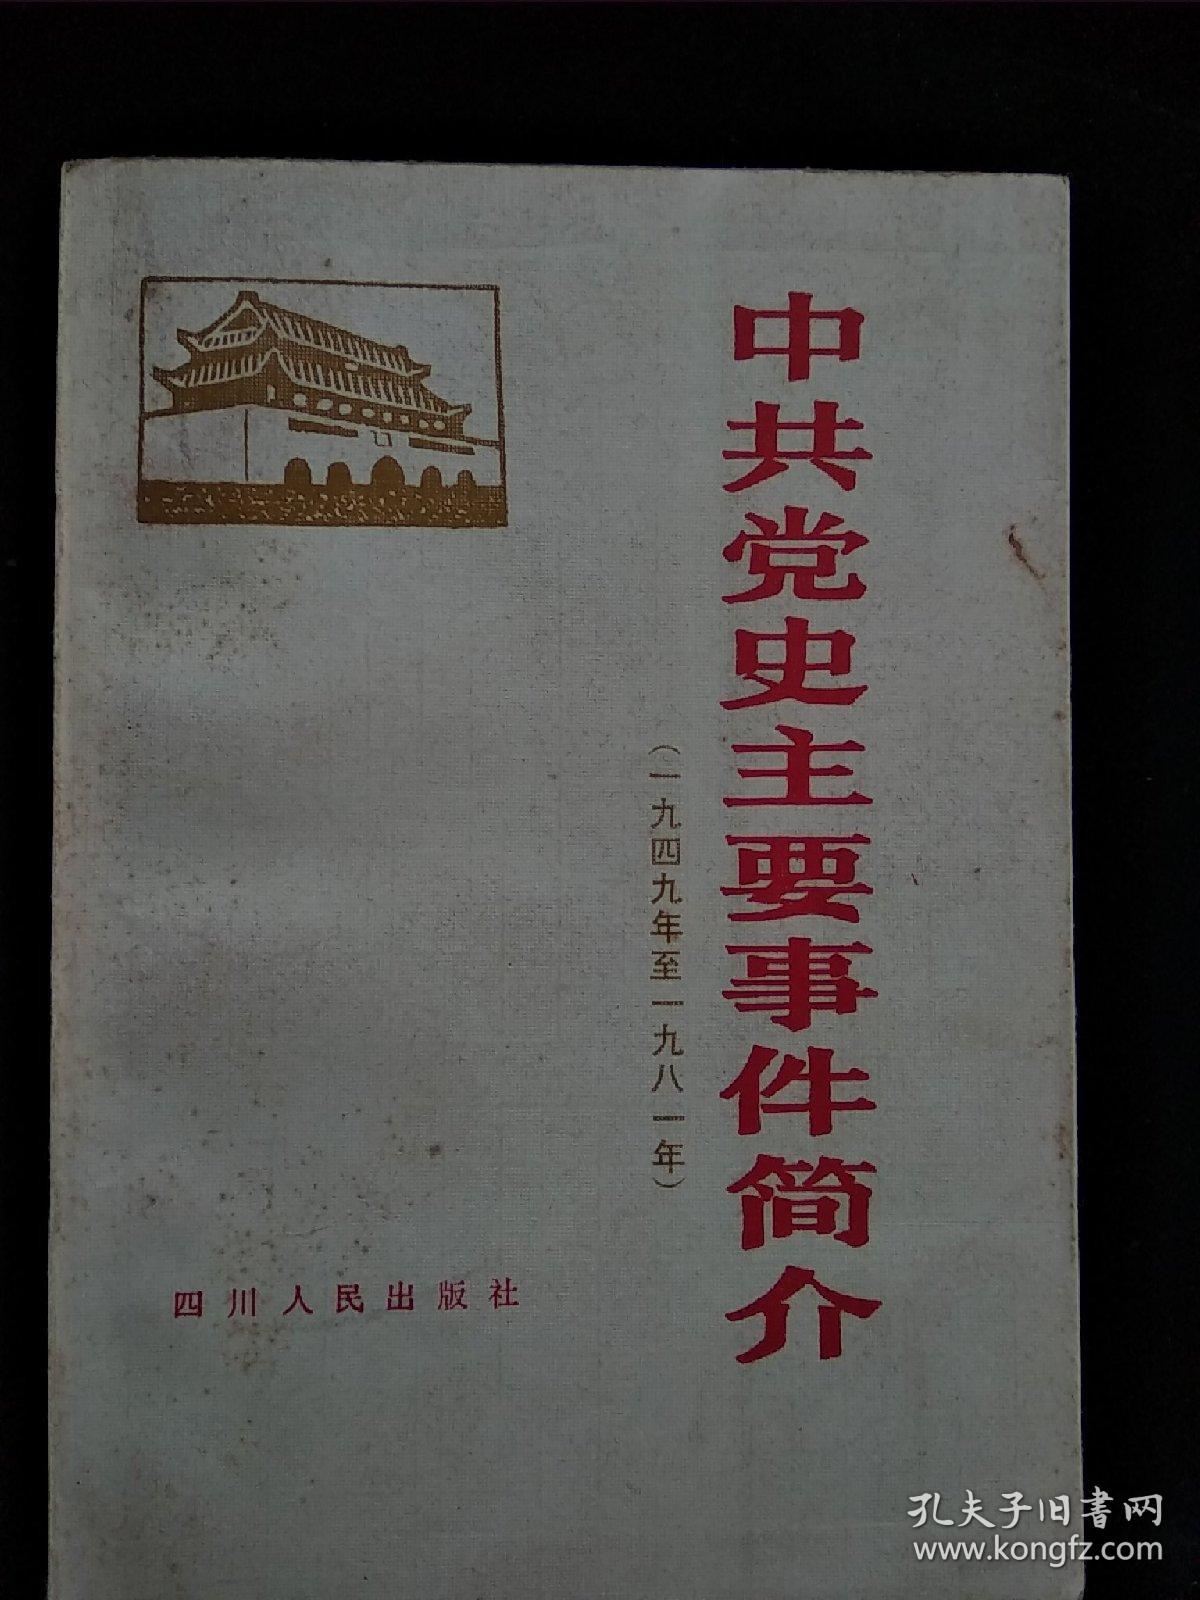 中共党史主要事件简介
（一九四九年至一九八一年）
四川人民出版社
孔夫子旧书网
www.kongfz.com